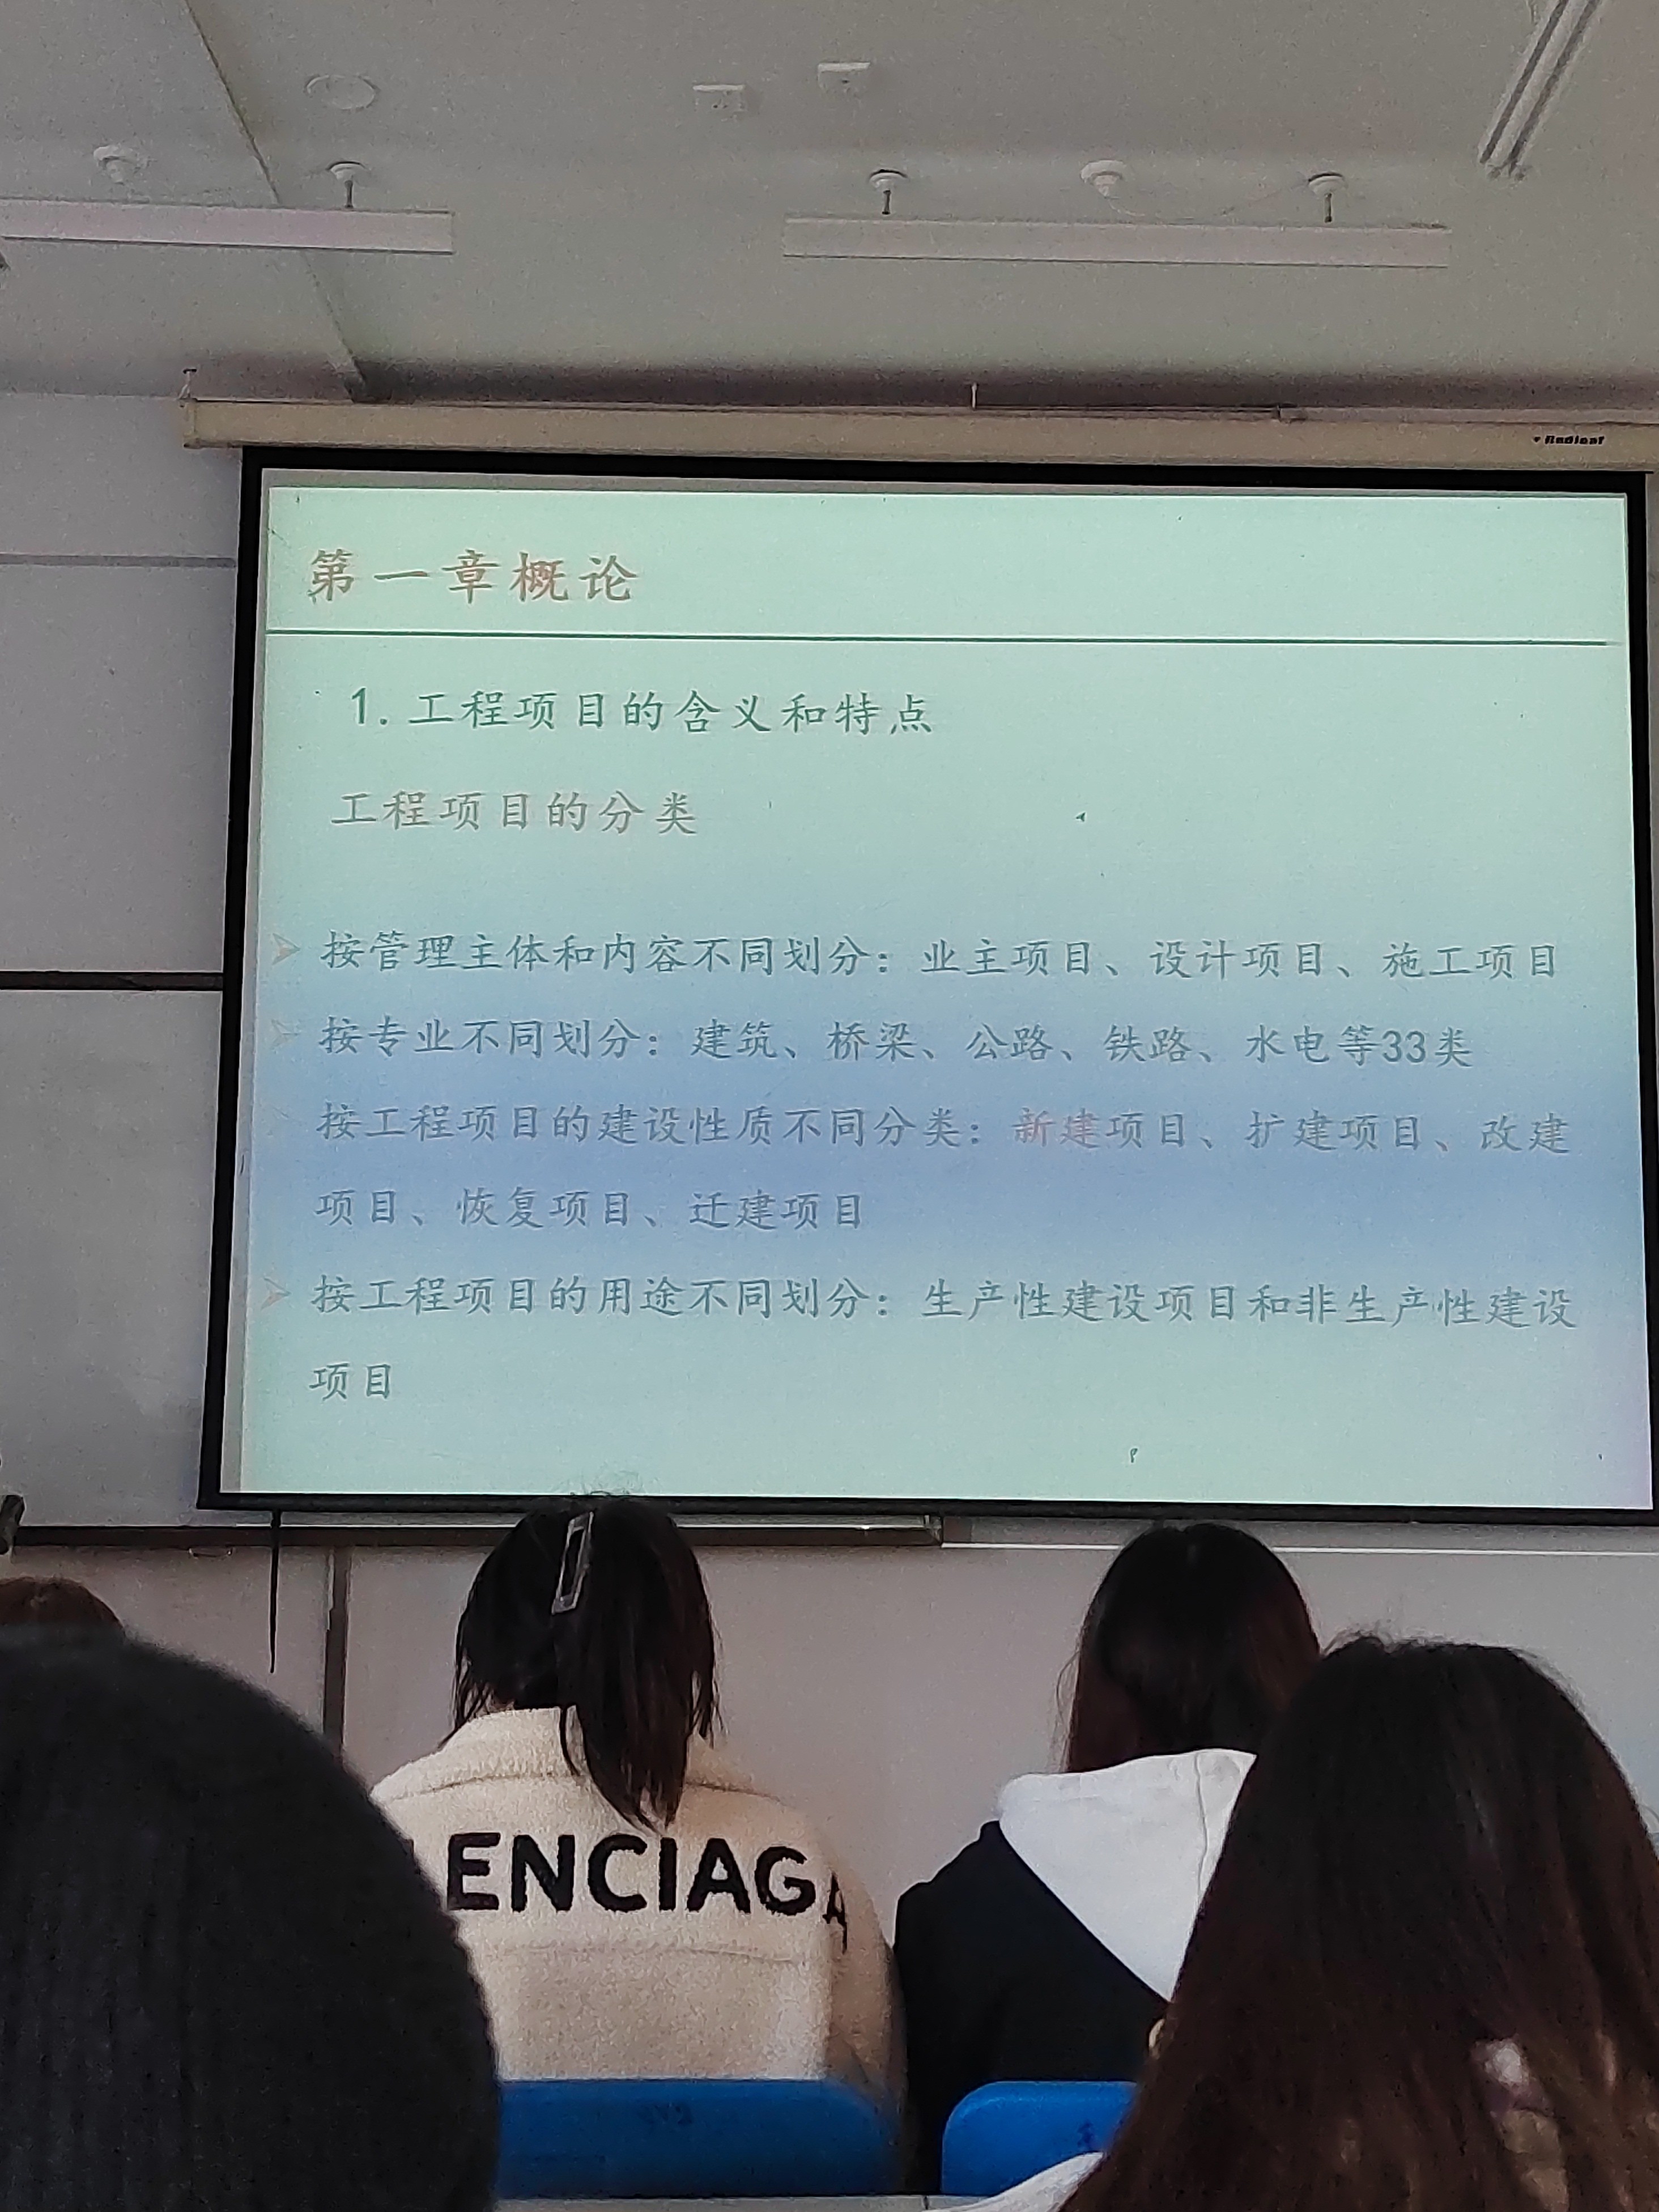 Redleaf
第一章概论
1.工程项目的含义和特点
工程项目的分类
按管理主体和内容不同划分：业主项目、设计项目、施工项目
按专业不同划分：建筑、桥梁、公路、铁路、水电等33类
按工程项目的建设性质不同分类：新建项目、扩建项目、改建
项目、恢复项目、迁建项目
按工程项目的用途不同划分：生产性建设项目和非生产性建设
项目
ENCIAGA